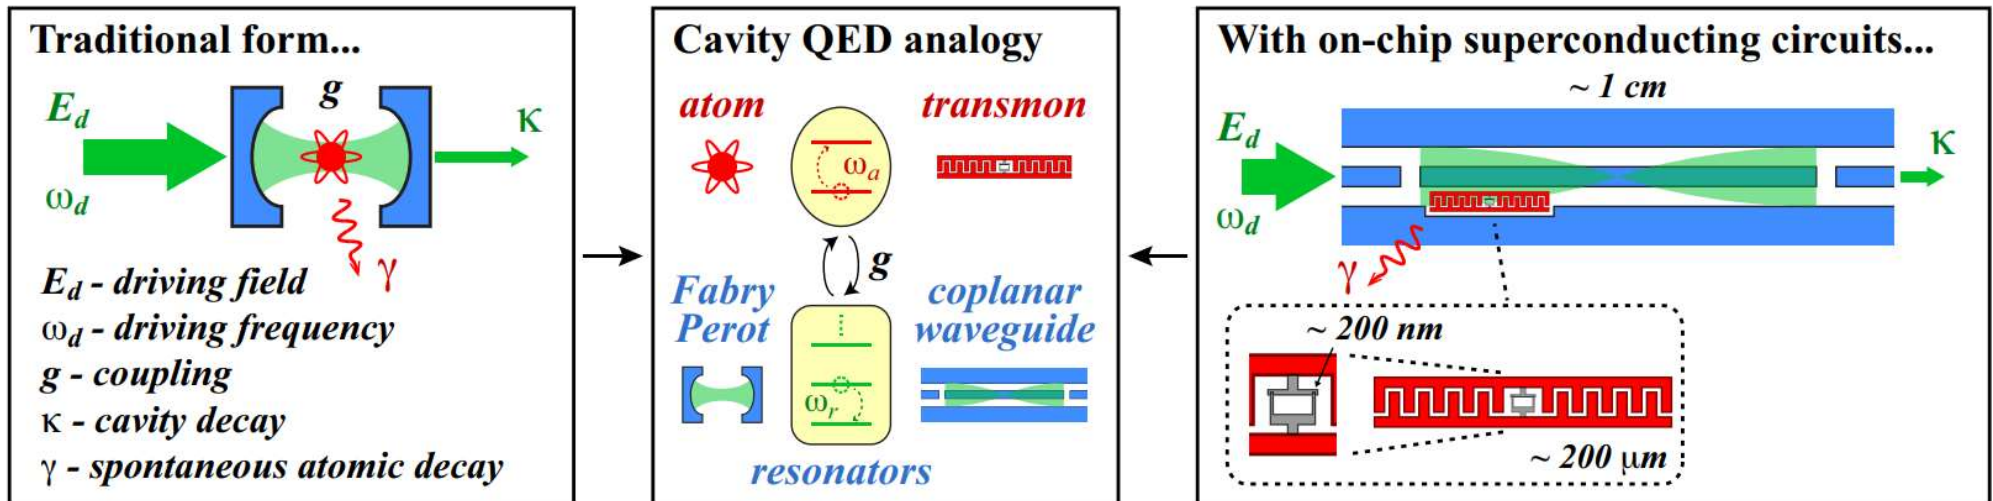 Traditional form...
g
E_d
κ
ω_d
γ
E_d - driving field
ω_d - driving frequency
g - coupling
κ - cavity decay
γ - spontaneous atomic decay
Cavity QED analogy
atom
transmon
ω_a
g
Fabry
Perot
coplanar
waveguide
ω_r
resonators
With on-chip superconducting circuits...
~ 1 cm
E_d
κ
ω_d
γ
~ 200 nm
~ 200 μm